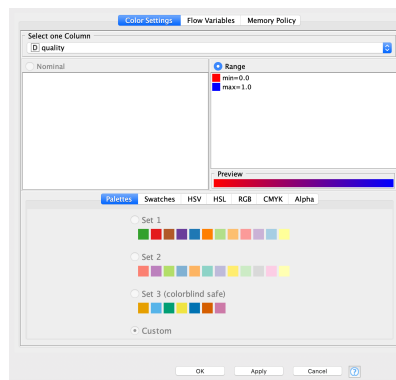 Color Settings Flow Variables Memory Policy
Select one Column
D quality
Nominal
Range
min=0.0
max=1.0
Preview
Palettes Swatches HSV HSL RGB CMYK Alpha
Set 1
Set 2
Set 3 (colorblind safe)
Custom
OK Apply Cancel ?